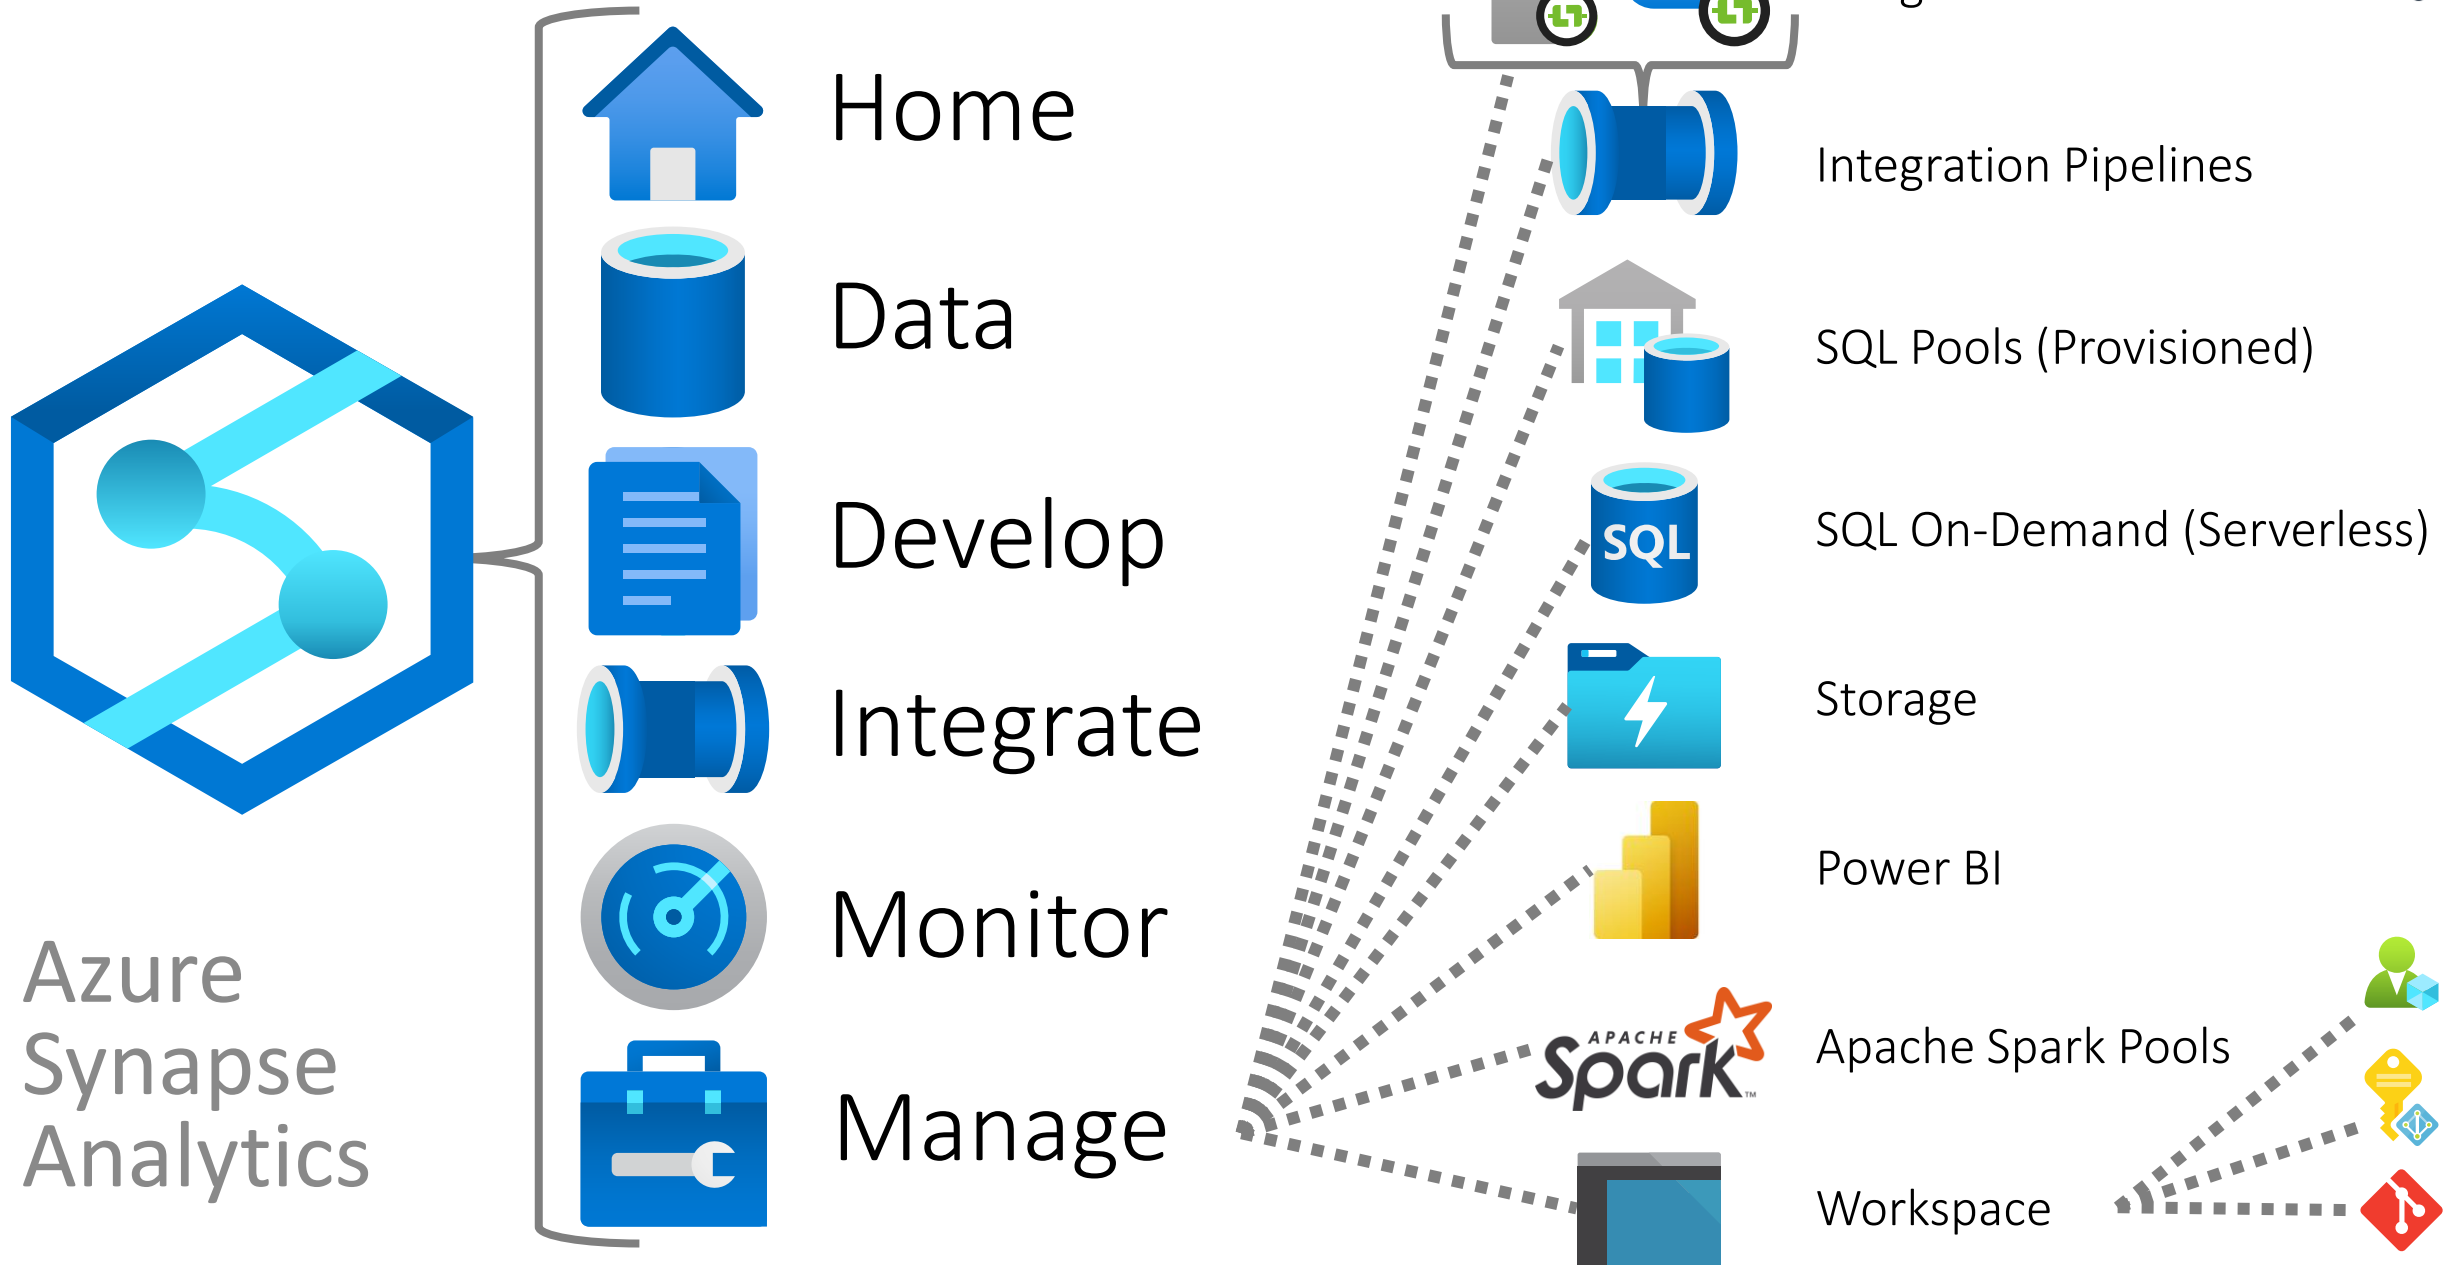 Home
Data
Develop
Integrate
Monitor
Manage
Azure
Synapse
Analytics
Integration Pipelines
SQL Pools (Provisioned)
SQL
SQL On-Demand (Serverless)
Storage
Power BI
APACHE
Spark™
Apache Spark Pools
Workspace